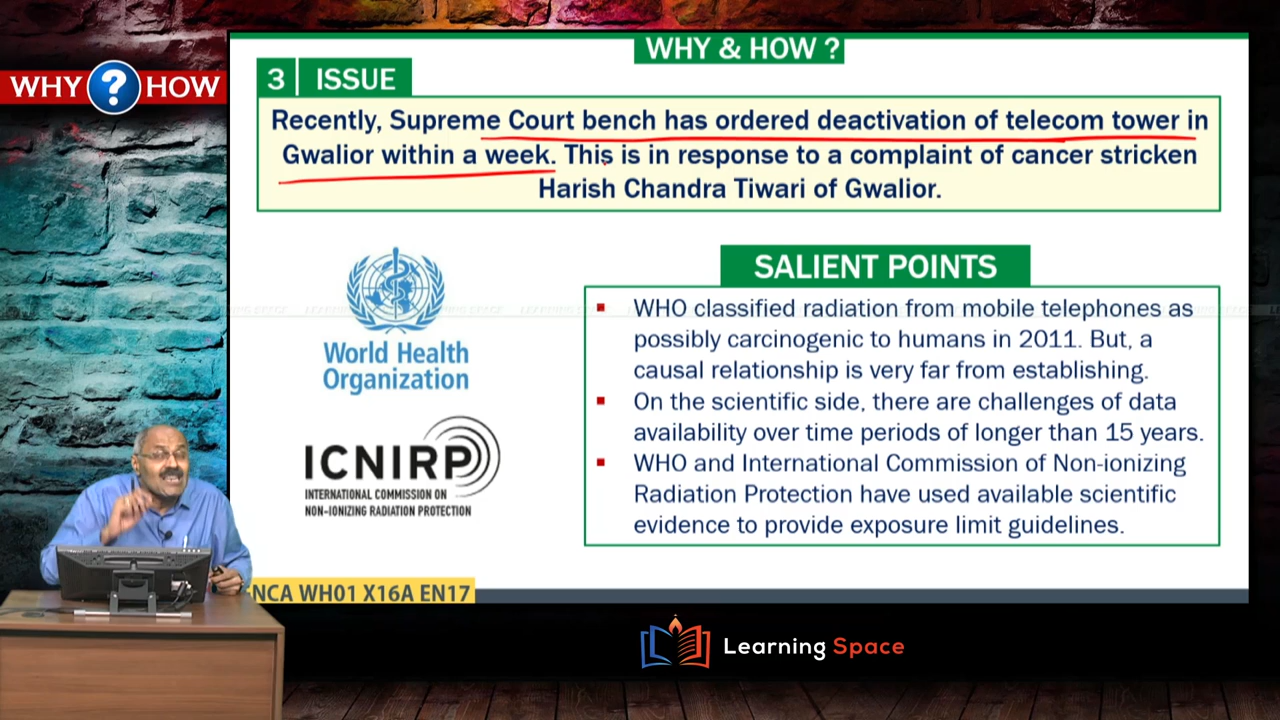 WHY & HOW ?
WHY ? HOW
3 ISSUE
Recently, Supreme Court bench has ordered deactivation of telecom tower in
Gwalior within a week. This is in response to a complaint of cancer stricken
Harish Chandra Tiwari of Gwalior.
World Health
Organization
ICNIRP
INTERNATIONAL COMMISSION ON
NON–IONIZING RADIATION PROTECTION
SALIENT POINTS
▪ WHO classified radiation from mobile telephones as
possibly carcinogenic to humans in 2011. But, a
causal relationship is very far from establishing.
▪ On the scientific side, there are challenges of data
availability over time periods of longer than 15 years.
▪ WHO and International Commission of Non-ionizing
Radiation Protection have used available scientific
evidence to provide exposure limit guidelines.
NCA WH01 X16A EN17
Learning Space